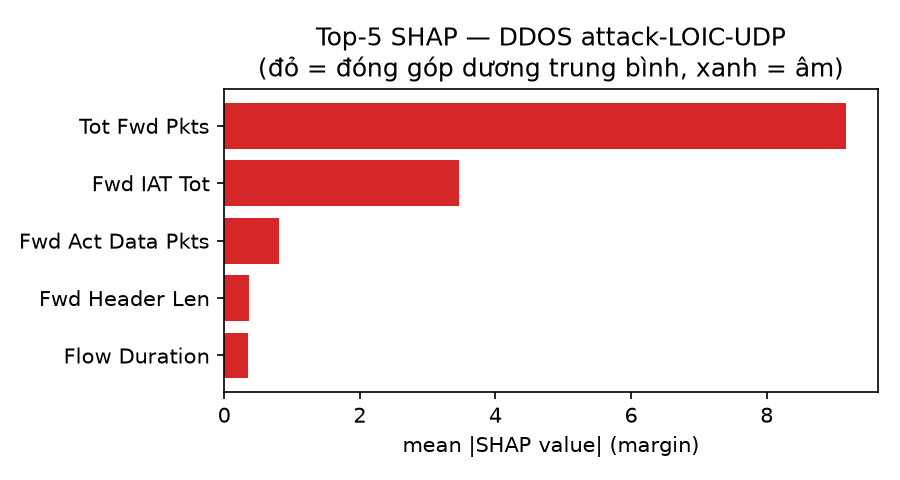 Top-5 SHAP — DDOS attack-LOIC-UDP
(đỏ = đóng góp dương trung bình, xanh = âm)
Tot Fwd Pkts
Fwd IAT Tot
Fwd Act Data Pkts
Fwd Header Len
Flow Duration
0 2 4 6 8
mean |SHAP value| (margin)